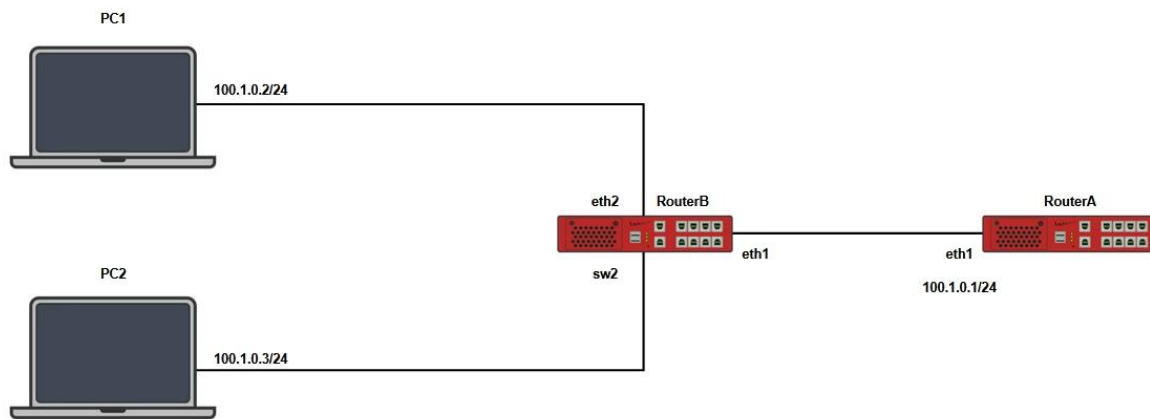 PC1
100.1.0.2/24
eth2
RouterB
RouterA
eth1
eth1
sw2
100.1.0.1/24
PC2
100.1.0.3/24